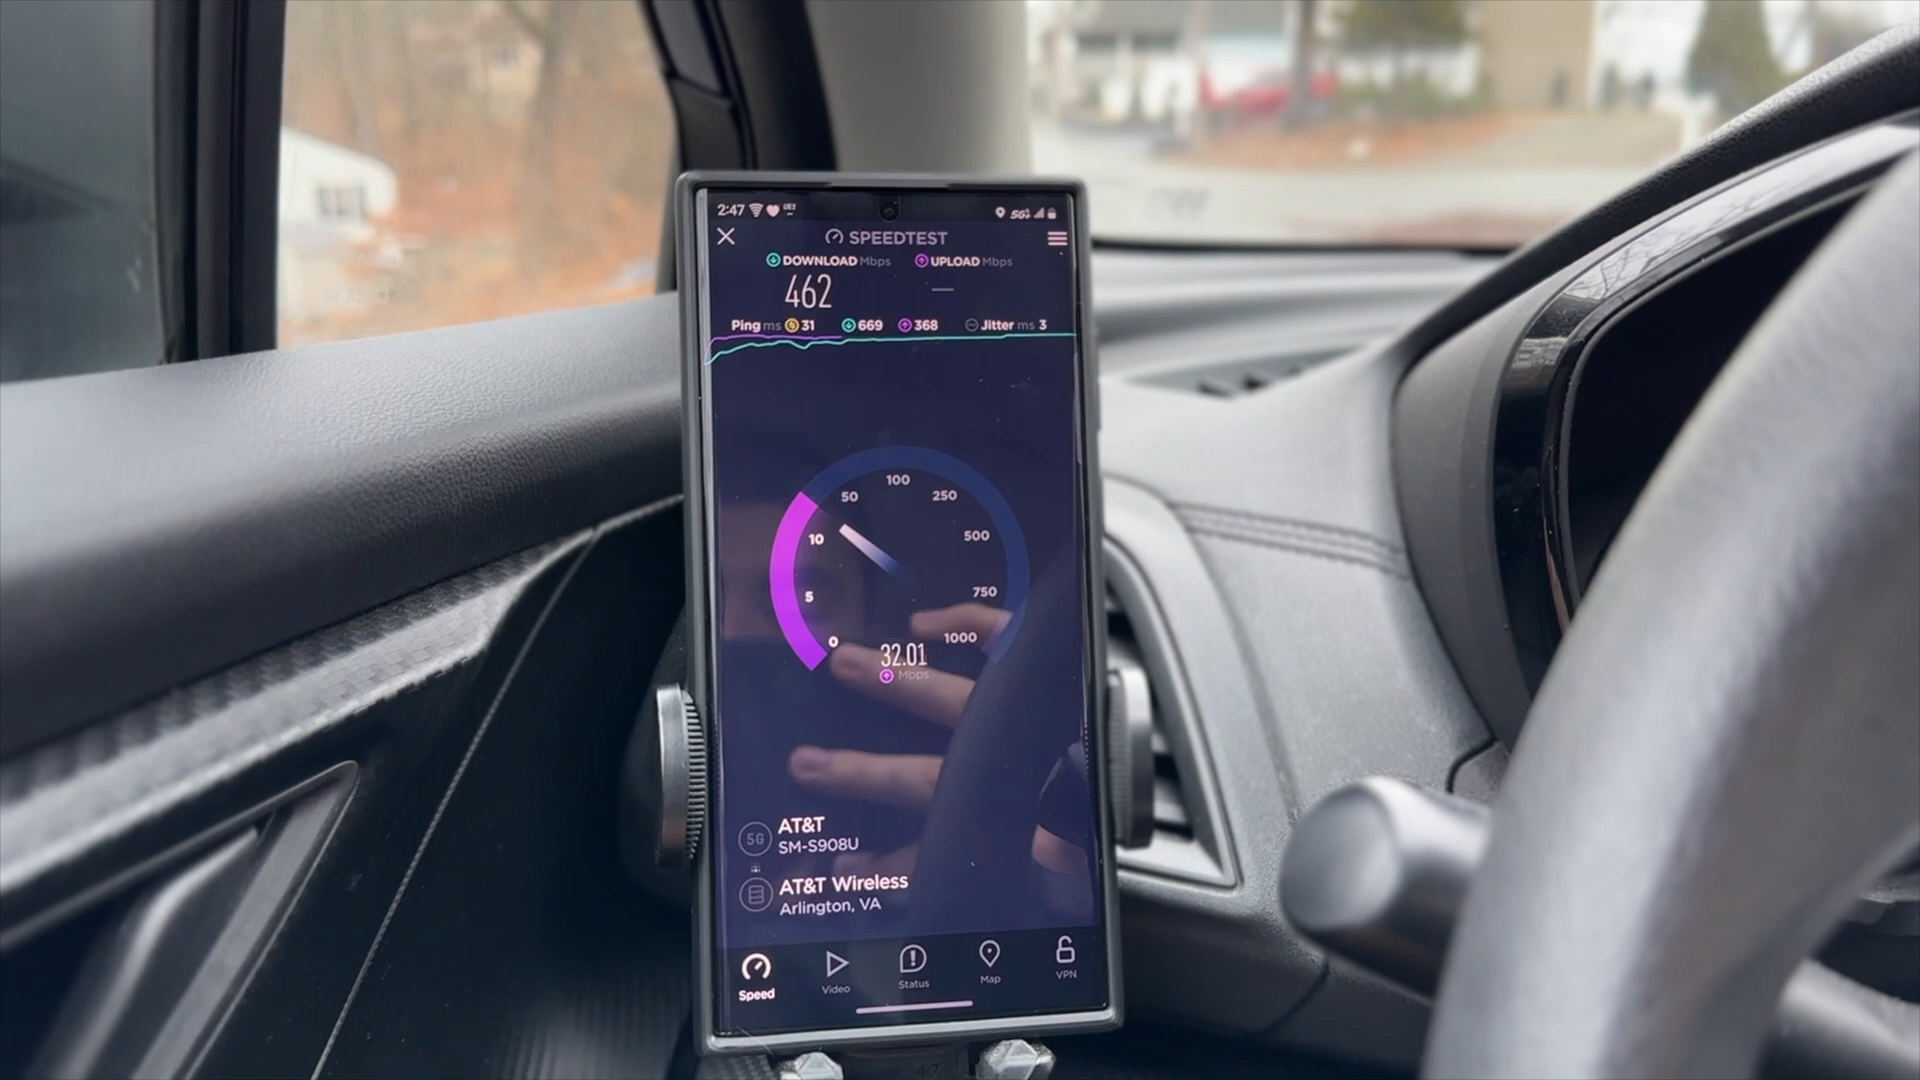 2:47 5G+
SPEEDTEST
DOWNLOAD Mbps UPLOAD Mbps
462 —
Ping ms 31 669 368 Jitter ms 3
100
50 250
10 500
5 750
0 1000
32.01
Mbps
5G AT&T
SM-S908U
AT&T Wireless
Arlington, VA
Speed Video Status Map VPN